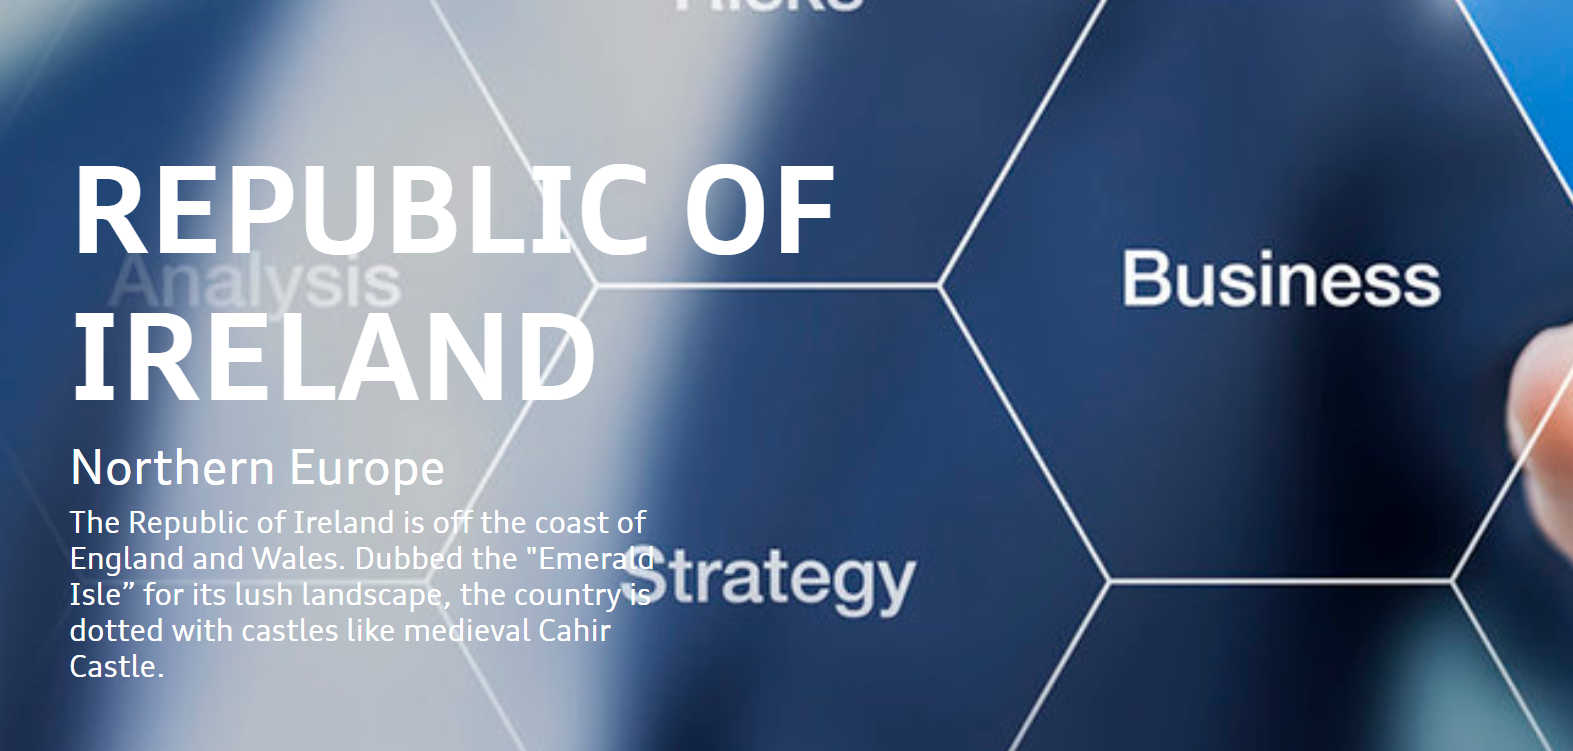 REPUBLIC OF
Analysis
Business
IRELAND
Northern Europe
The Republic of Ireland is off the coast of
England and Wales. Dubbed the "Emerald
Isle” for its lush landscape, the country is
dotted with castles like medieval Cahir
Castle.
Strategy